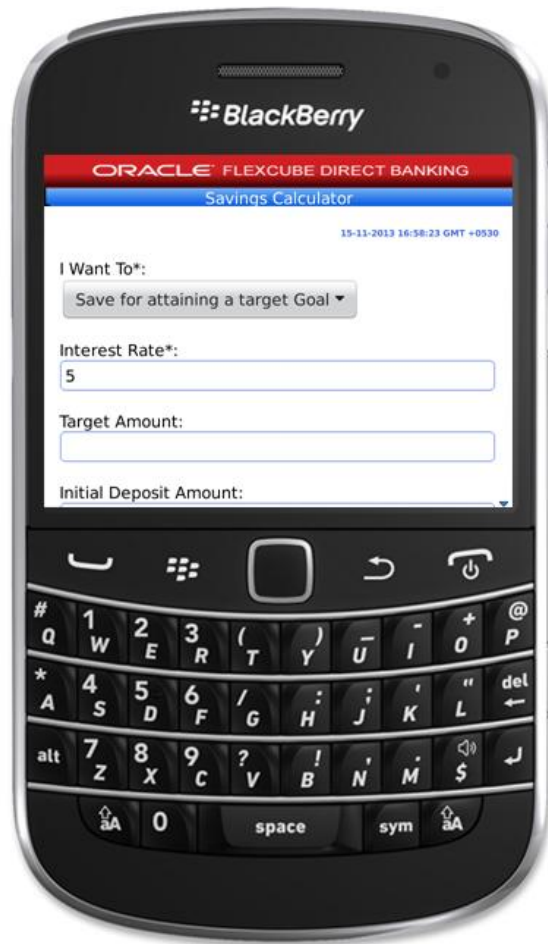 BlackBerry
ORACLE FLEXCUBE DIRECT BANKING
Savings Calculator
15-11-2013 16:58:23 GMT +0530
I Want To*:
Save for attaining a target Goal
Interest Rate*:
5
Target Amount:
Initial Deposit Amount:
# Q 1 W 2 E 3 R ( T ) Y _ U - I + O @ P
* A 4 S 5 D 6 F / G : H ; J ' K " L del
alt 7 Z 8 X 9 C ? V ! B , N . M $
aA 0 space sym aA